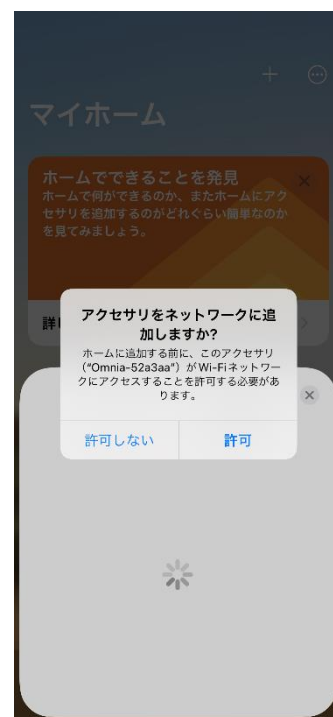 マイホーム
ホームでできることを発見
ホームで何ができるのか、またホームにアク
セサリを追加するのがどれぐらい簡単なのか
を見てみましょう。
アクセサリをネットワークに追
加しますか?
ホームに追加する前に、このアクセサリ
("Omnia-52a3aa")がWi-Fiネットワー
クにアクセスすることを許可する必要があ
ります。
許可しない
許可